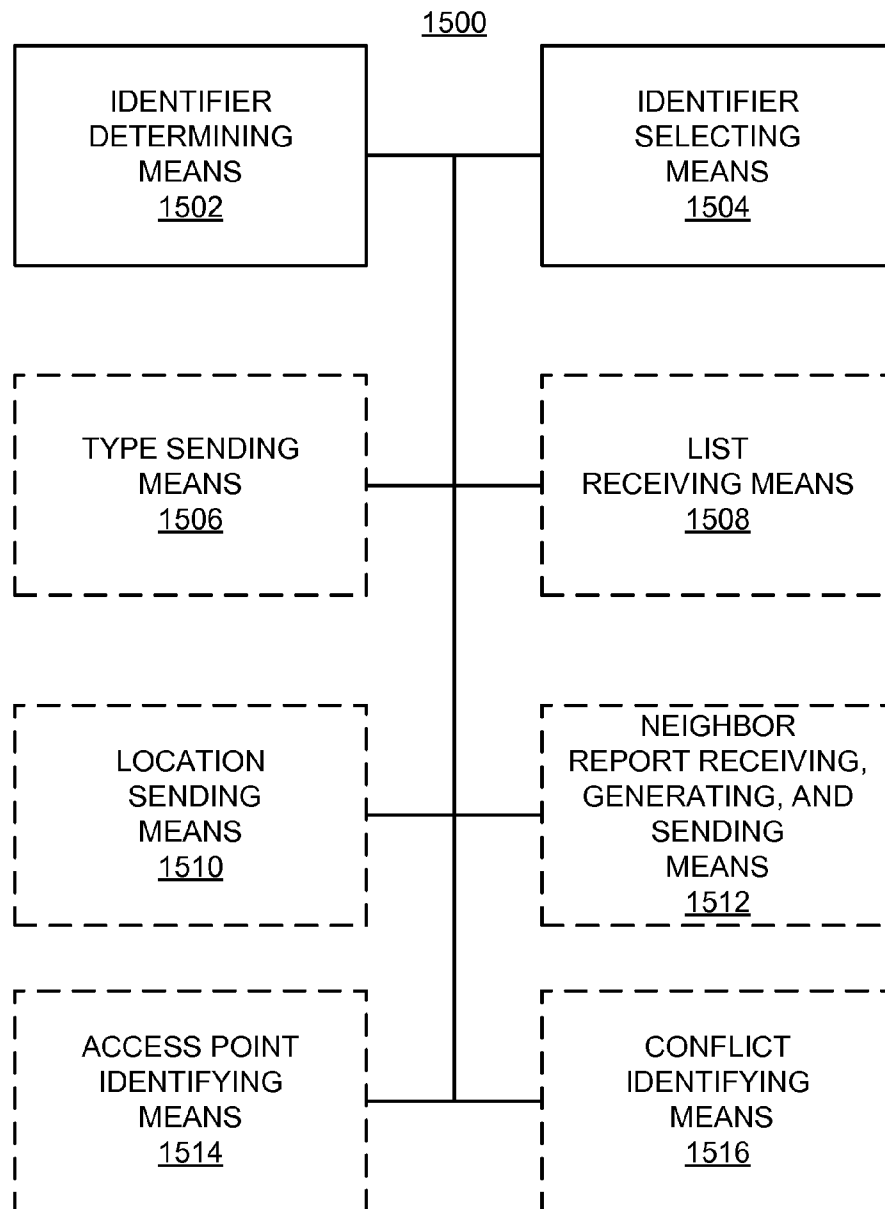 1500
IDENTIFIER
DETERMINING
MEANS
1502
IDENTIFIER
SELECTING
MEANS
1504
TYPE SENDING
MEANS
1506
LIST
RECEIVING MEANS
1508
LOCATION
SENDING
MEANS
1510
NEIGHBOR
REPORT RECEIVING,
GENERATING, AND
SENDING
MEANS
1512
ACCESS POINT
IDENTIFYING
MEANS
1514
CONFLICT
IDENTIFYING
MEANS
1516